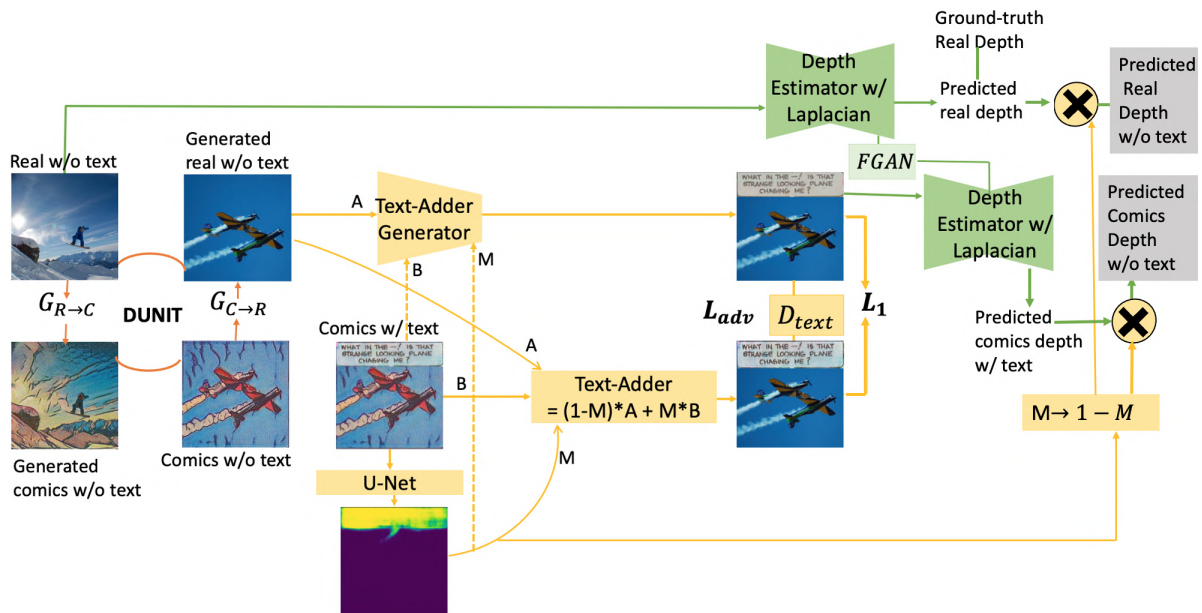 Ground-truth
Real Depth
Depth
Estimator w/
Laplacian
Predicted
real depth
Predicted
Real
Depth
w/o text
FGAN
Real w/o text
Generated
real w/o text
A
Text-Adder
Generator
B
M
WHAT IN THE --! IS THAT
STRANGE LOOKING PLANE
CHASING ME?
Depth
Estimator w/
Laplacian
Predicted
Comics
Depth
w/o text
G_{R→C}
DUNIT
G_{C→R}
L_{adv}
D_{text}
L_1
Predicted
comics depth
w/ text
Comics w/ text
WHAT IN THE --! IS THAT
STRANGE LOOKING PLANE
CHASING ME?
A
B
Text-Adder
= (1-M)*A + M*B
WHAT IN THE --! IS THAT
STRANGE LOOKING PLANE
CHASING ME?
M→ 1 − M
Generated
comics w/o text
Comics w/o text
M
U-Net